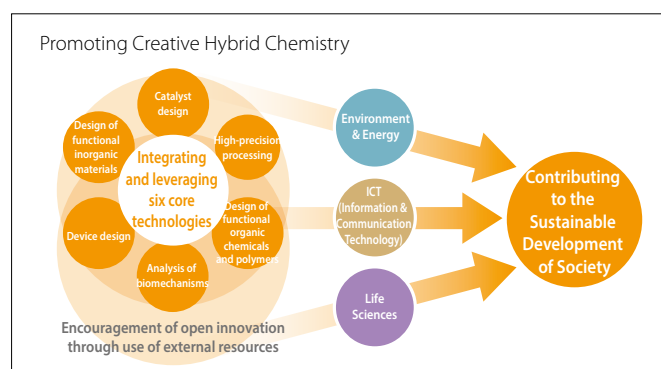 Promoting Creative Hybrid Chemistry
Catalyst
design
Design of
functional
inorganic
materials
High-precision
processing
Integrating
and leveraging
six core
technologies
Device design
Design of
functional
organic
chemicals
and polymers
Analysis of
biomechanisms
Encouragement of open innovation
through use of external resources
Environment
& Energy
ICT
(Information &
Communication
Technology)
Life
Sciences
Contributing
to the
Sustainable
Development
of Society